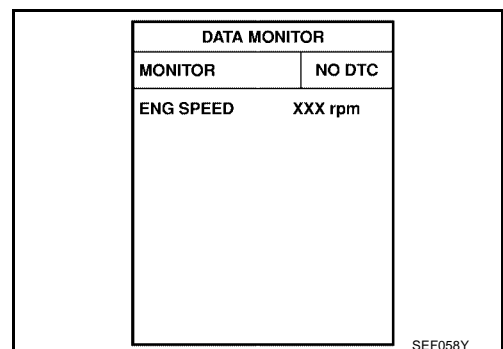 DATA MONITOR
MONITOR NO DTC
ENG SPEED XXX rpm
SEF058Y